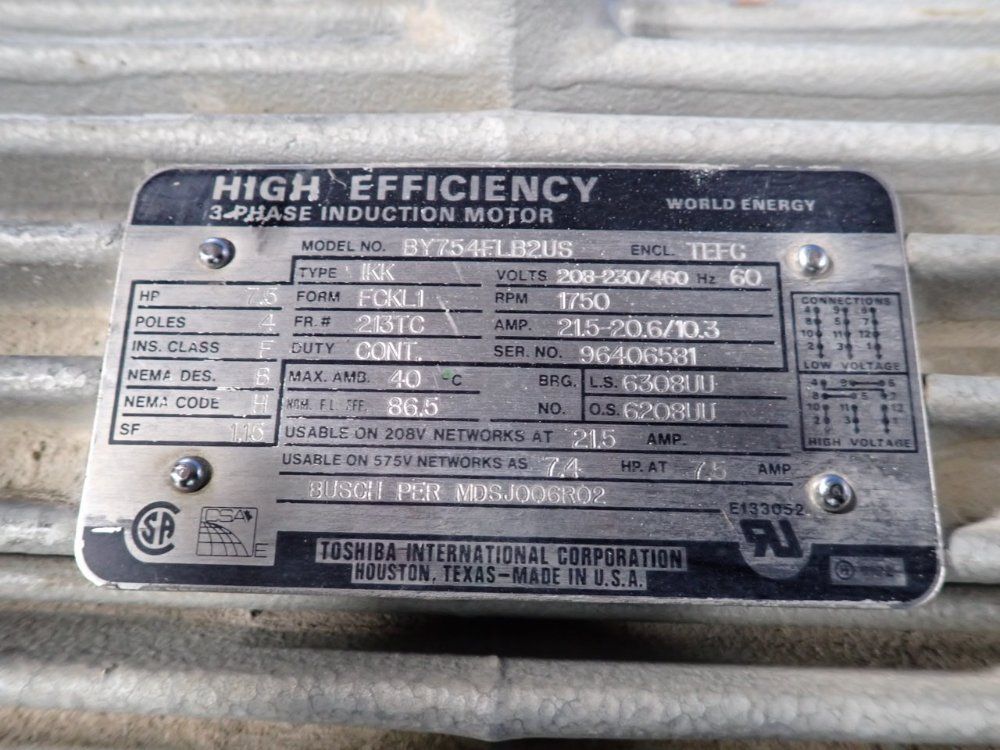 HIGH EFFICIENCY
3-PHASE INDUCTION MOTOR WORLD ENERGY
MODEL NO. BY754FLB2US ENCL. TEFC
TYPE IKK VOLTS 208-230/460 Hz 60
HP 7.5 FORM FCKL1 RPM 1750
POLES 4 FR.# 213TC AMP. 21.5-20.6/10.3
INS. CLASS F DUTY CONT. SER. NO. 96406581
NEMA DES. B MAX. AMB. 40 °C BRG. L.S. 6308UU
NEMA CODE H NOM. F.L. EFF. 86.5 NO. O.S. 6208UU
SF 1.15 USABLE ON 208V NETWORKS AT 21.5 AMP.
USABLE ON 575V NETWORKS AS 7.4 HP. AT 7.5 AMP
BUSCH PER MDSJ006R02
CONNECTIONS
LOW VOLTAGE
HIGH VOLTAGE
E133052
SA
CSA
E
RU
TOSHIBA INTERNATIONAL CORPORATION
HOUSTON, TEXAS-MADE IN U.S.A.